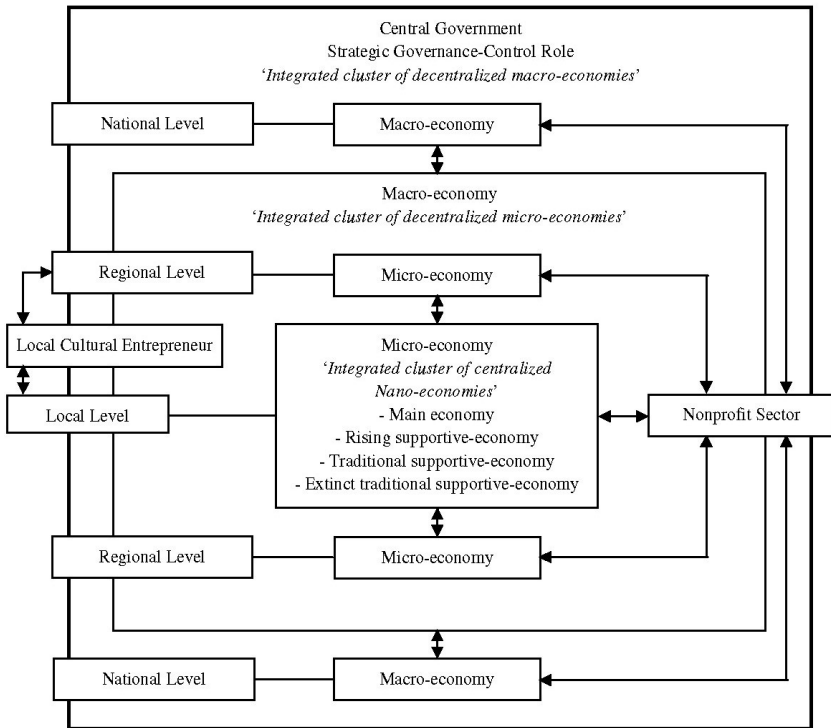 Central Government
Strategic Governance-Control Role
‘Integrated cluster of decentralized macro-economies’
National Level
Macro-economy
Macro-economy
‘Integrated cluster of decentralized micro-economies’
Regional Level
Micro-economy
Local Cultural Entrepreneur
Micro-economy
‘Integrated cluster of centralized
Nano-economies’
- Main economy
- Rising supportive-economy
- Traditional supportive-economy
- Extinct traditional supportive-economy
Local Level
Nonprofit Sector
Regional Level
Micro-economy
National Level
Macro-economy